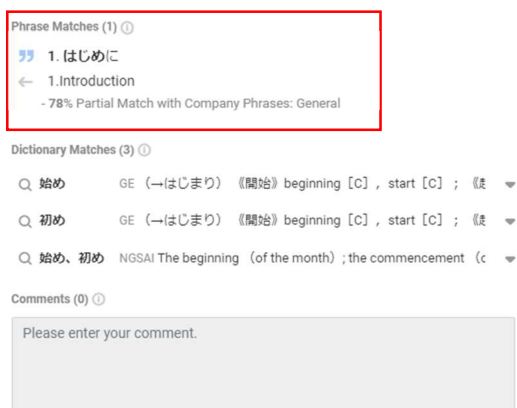 Phrase Matches (1)
1. はじめに
1.Introduction
- 78% Partial Match with Company Phrases: General
Dictionary Matches (3)
始め GE (→はじまり) 《開始》beginning [C] , start [C] ; 《走
初め GE (→はじまり) 《開始》beginning [C] , start [C] ; 《走
始め、初め NGSAI The beginning (of the month) ; the commencement (c
Comments (0)
Please enter your comment.